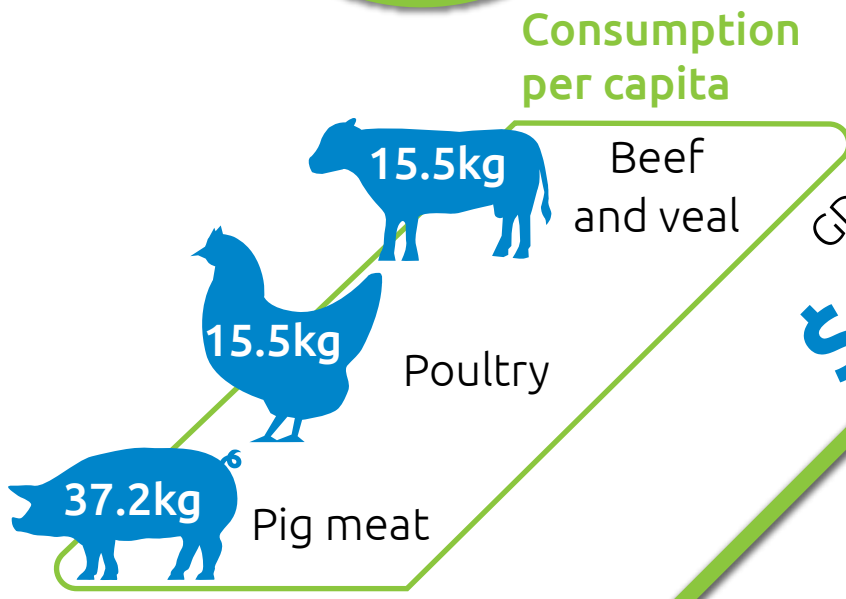 Consumption
per capita
15.5kg
Beef
and veal
15.5kg
Poultry
37.2kg
Pig meat
$